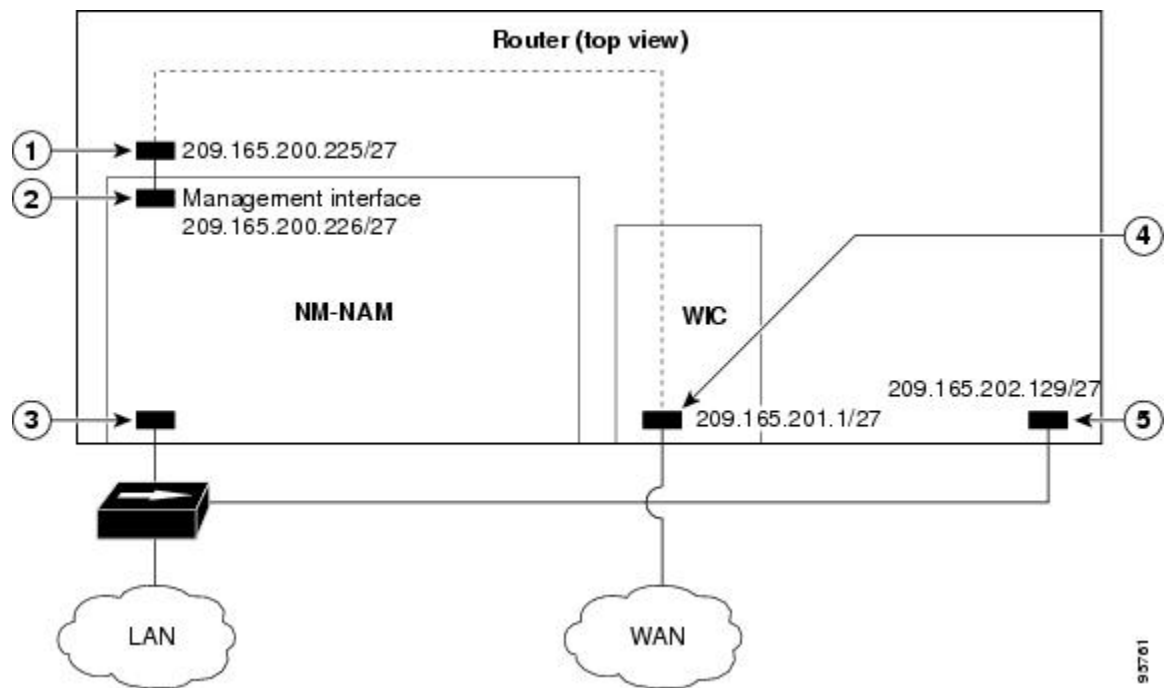 Router (top view)
1
209.165.200.225/27
2
Management interface
209.165.200.226/27
4
NM-NAM
WIC
209.165.202.129/27
3
209.165.201.1/27
5
LAN
WAN
95761